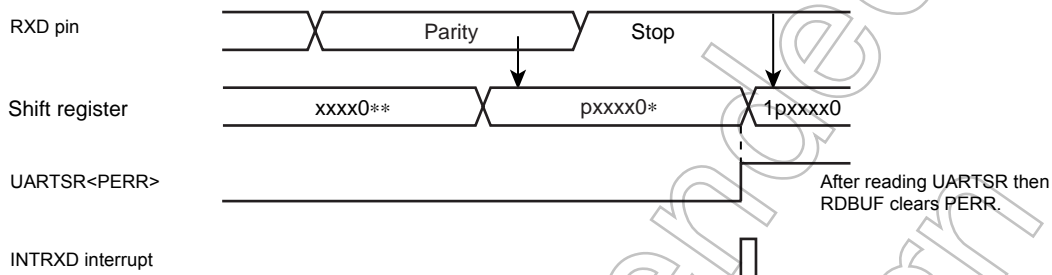 RXD pin
Parity
Stop
Shift register
xxxx0**
pxxxx0*
1pxxxx0
UARTSR<PERR>
After reading UARTSR then
RDBUF clears PERR.
INTRXD interrupt